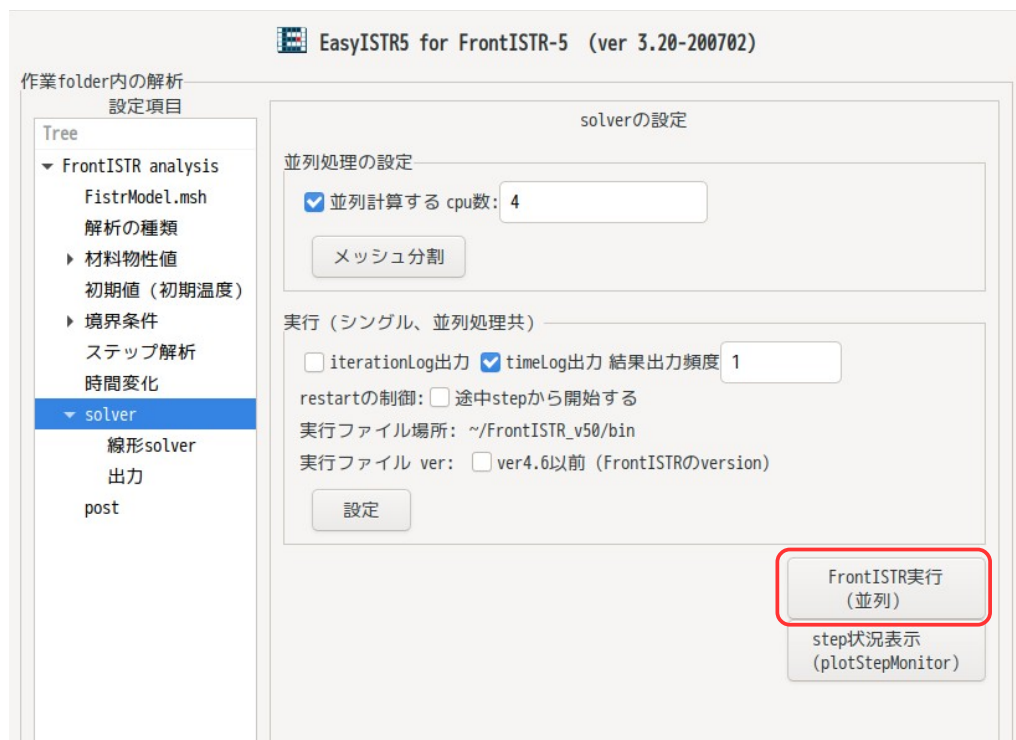 EasyISTR5 for FrontISTR-5 (ver 3.20-200702)
作業folder内の解析
設定項目
Tree
FrontISTR analysis
FistrModel.msh
解析の種類
材料物性値
初期値 (初期温度)
境界条件
ステップ解析
時間変化
solver
線形solver
出力
post
solverの設定
並列処理の設定
並列計算する cpu数: 4
メッシュ分割
実行 (シングル、並列処理共)
iterationLog出力 timeLog出力 結果出力頻度 1
restartの制御: 途中stepから開始する
実行ファイル場所: ~/FrontISTR_v50/bin
実行ファイル ver: ver4.6以前 (FrontISTRのversion)
設定
FrontISTR実行
(並列)
step状況表示
(plotStepMonitor)